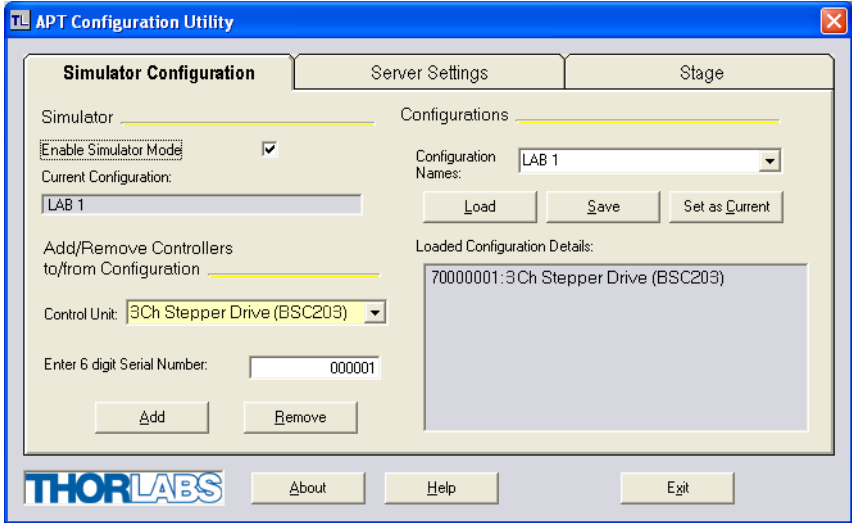 TL APT Configuration Utility
Simulator Configuration
Server Settings
Stage
Simulator
Enable Simulator Mode
Current Configuration:
LAB 1
Add/Remove Controllers
to/from Configuration
Control Unit: 3Ch Stepper Drive (BSC203)
Enter 6 digit Serial Number: 000001
Add
Remove
Configurations
Configuration
Names:
LAB 1
Load
Save
Set as Current
Loaded Configuration Details:
70000001:3Ch Stepper Drive (BSC203)
THORLABS
About
Help
Exit